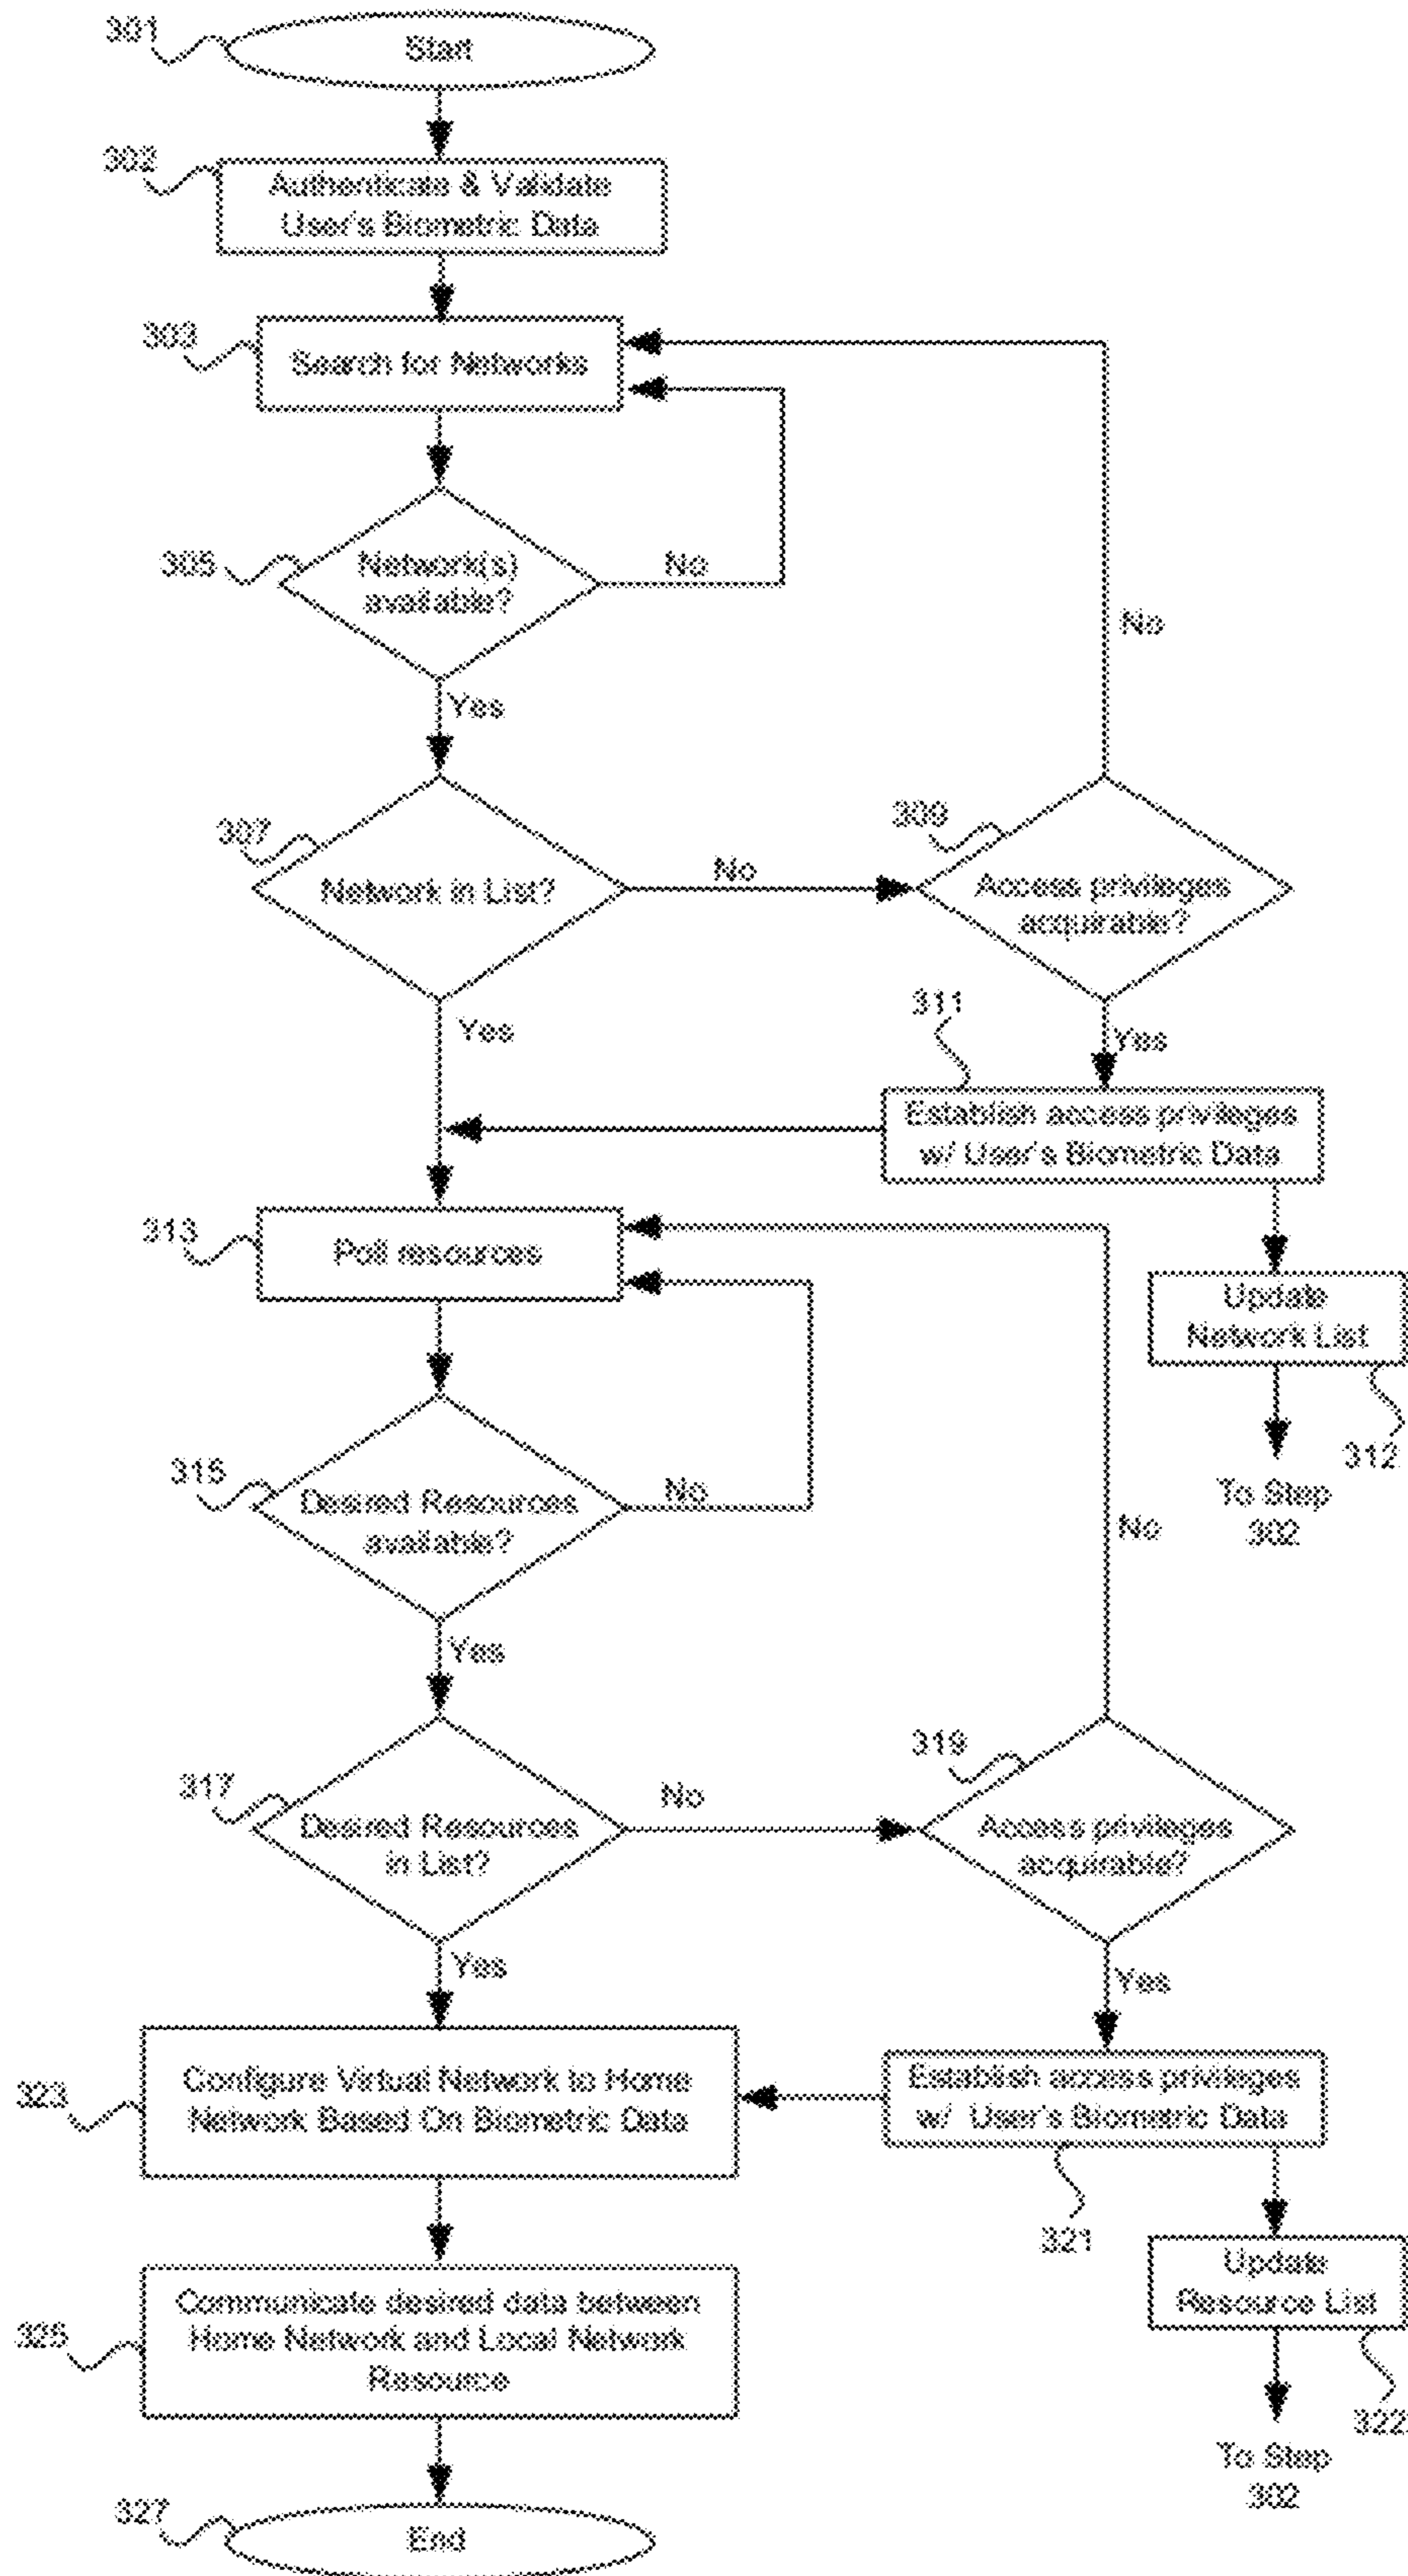 301
Start
302
Authenticate & Validate
User's Biometric Data
303
Search for Networks
305
Network(s)
available?
No
No
Yes
307
Network in List?
No
309
Access privileges
acquirable?
Yes
311
Yes
Establish access privileges
w/ User's Biometric Data
313
Poll resources
Update
Network List
312
To Step
302
315
Desired Resources
available?
No
No
Yes
317
Desired Resources
in List?
No
319
Access privileges
acquirable?
Yes
Yes
323
Configure Virtual Network to Home
Network Based On Biometric Data
Establish access privileges
w/ User's Biometric Data
321
Update
Resource List
322
To Step
302
325
Communicate desired data between
Home Network and Local Network
Resource
327
End